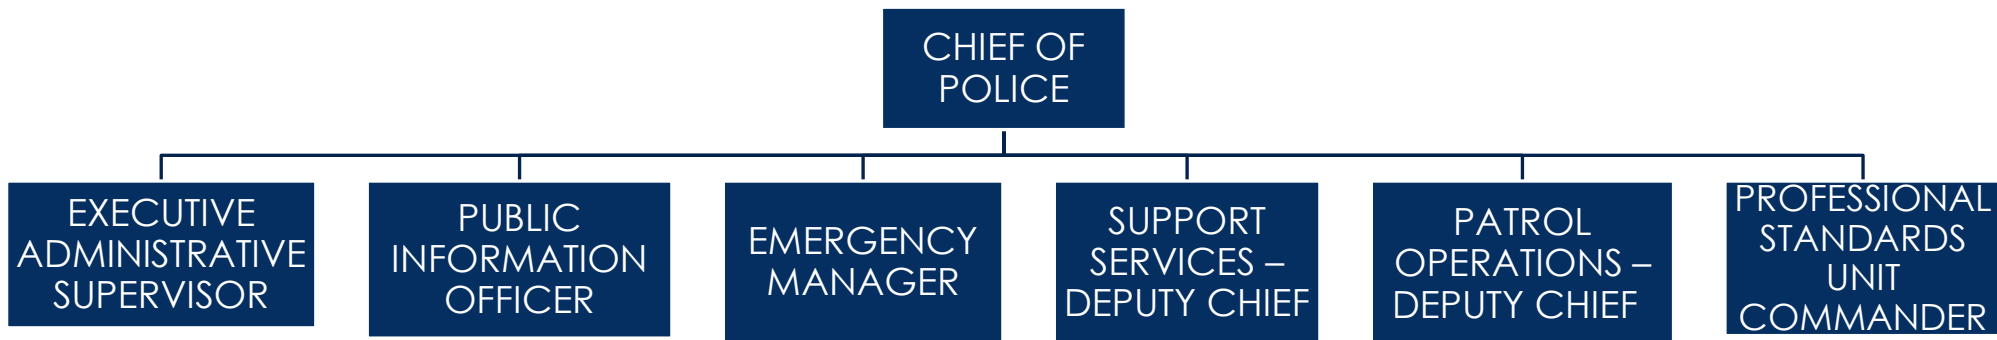 CHIEF OF
POLICE
EXECUTIVE
ADMINISTRATIVE
SUPERVISOR
PUBLIC
INFORMATION
OFFICER
EMERGENCY
MANAGER
SUPPORT
SERVICES –
DEPUTY CHIEF
PATROL
OPERATIONS –
DEPUTY CHIEF
PROFESSIONAL
STANDARDS
UNIT
COMMANDER